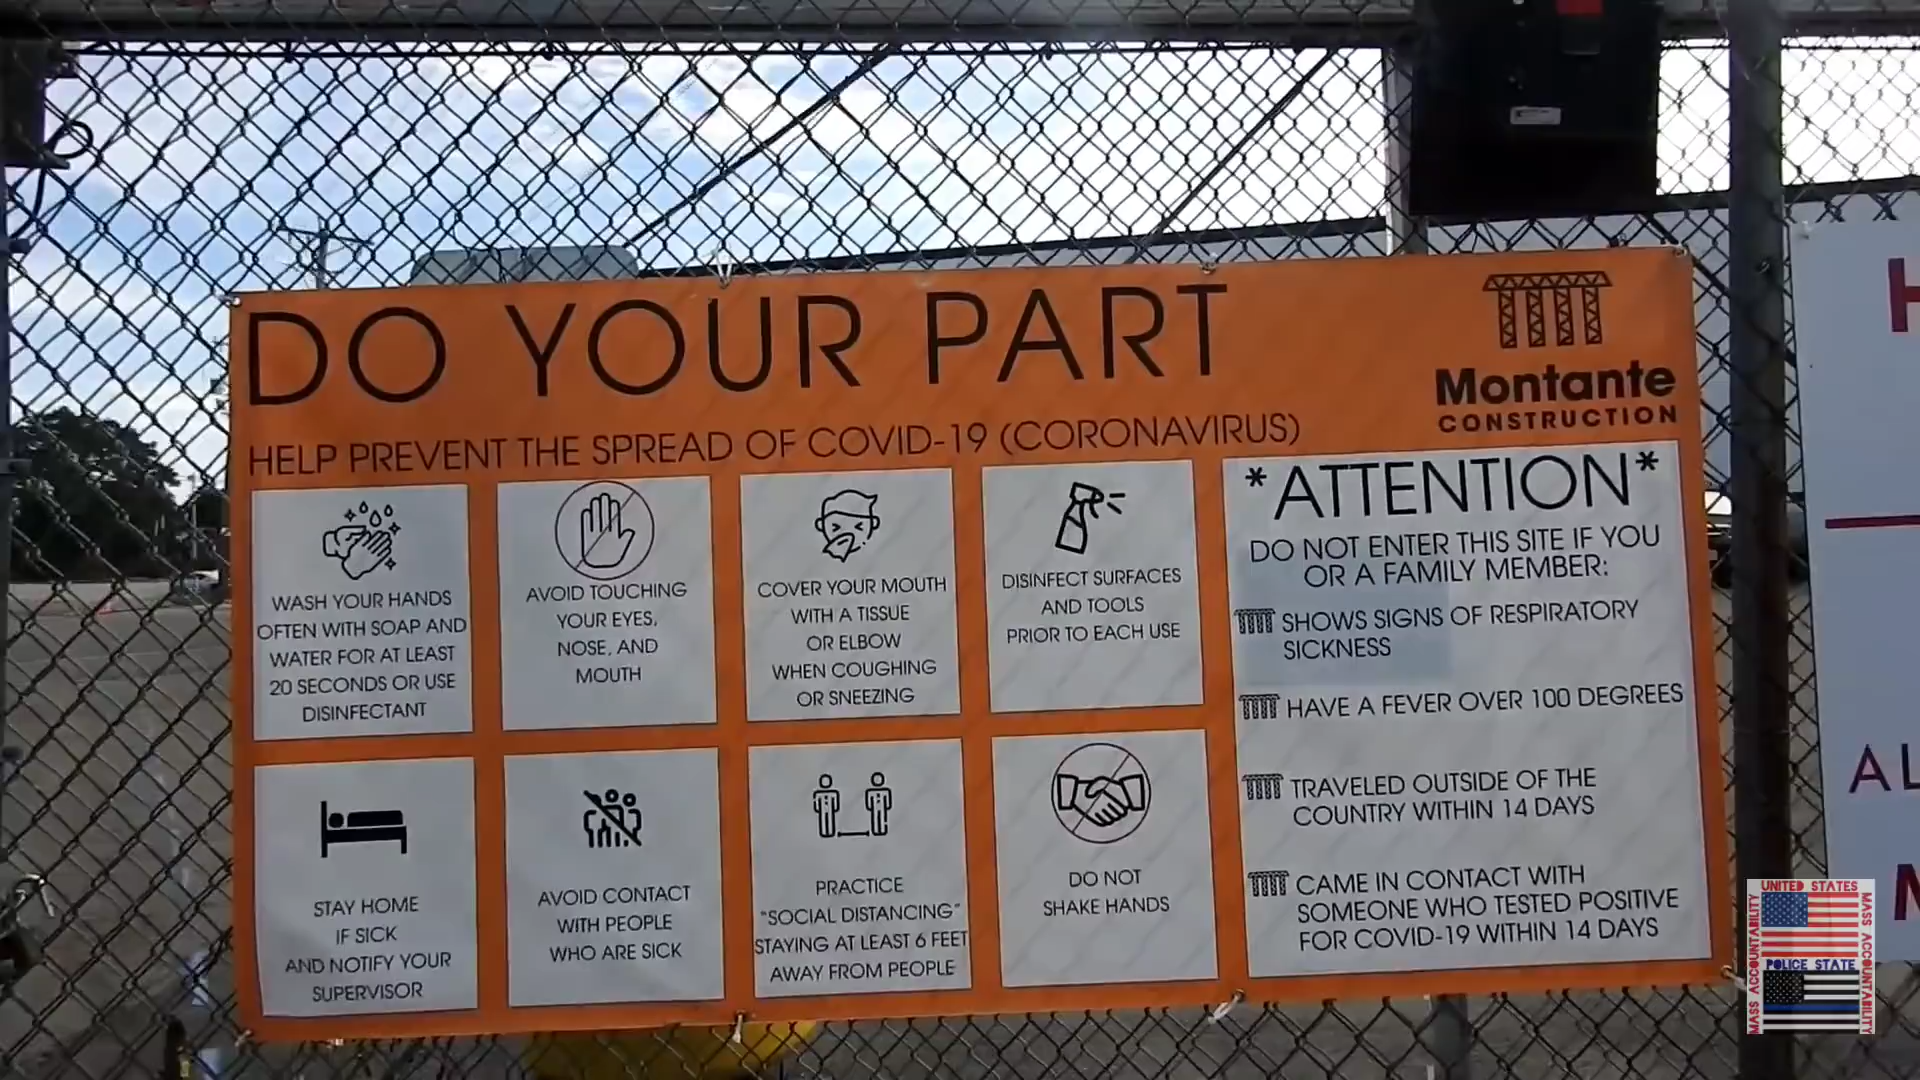 DO YOUR PART
Montante
CONSTRUCTION
HELP PREVENT THE SPREAD OF COVID-19 (CORONAVIRUS)
WASH YOUR HANDS
OFTEN WITH SOAP AND
WATER FOR AT LEAST
20 SECONDS OR USE
DISINFECTANT
AVOID TOUCHING
YOUR EYES,
NOSE, AND
MOUTH
COVER YOUR MOUTH
WITH A TISSUE
OR ELBOW
WHEN COUGHING
OR SNEEZING
DISINFECT SURFACES
AND TOOLS
PRIOR TO EACH USE
STAY HOME
IF SICK
AND NOTIFY YOUR
SUPERVISOR
AVOID CONTACT
WITH PEOPLE
WHO ARE SICK
PRACTICE
"SOCIAL DISTANCING"
STAYING AT LEAST 6 FEET
AWAY FROM PEOPLE
DO NOT
SHAKE HANDS
*ATTENTION*
DO NOT ENTER THIS SITE IF YOU
OR A FAMILY MEMBER:
SHOWS SIGNS OF RESPIRATORY
SICKNESS
HAVE A FEVER OVER 100 DEGREES
TRAVELED OUTSIDE OF THE
COUNTRY WITHIN 14 DAYS
CAME IN CONTACT WITH
SOMEONE WHO TESTED POSITIVE
FOR COVID-19 WITHIN 14 DAYS
UNITED STATES
MASS ACCOUNTABILITY
MASS ACCOUNTABILITY
POLICE STATE